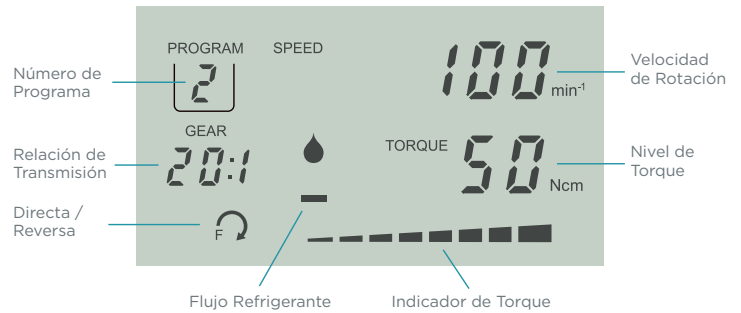 PROGRAM
SPEED
2
100
min-1
Número de
Programa
Velocidad
de Rotación
GEAR
20:1
TORQUE
50
Ncm
Relación de
Transmisión
Nivel de
Torque
Directa /
Reversa
F
Flujo Refrigerante
Indicador de Torque